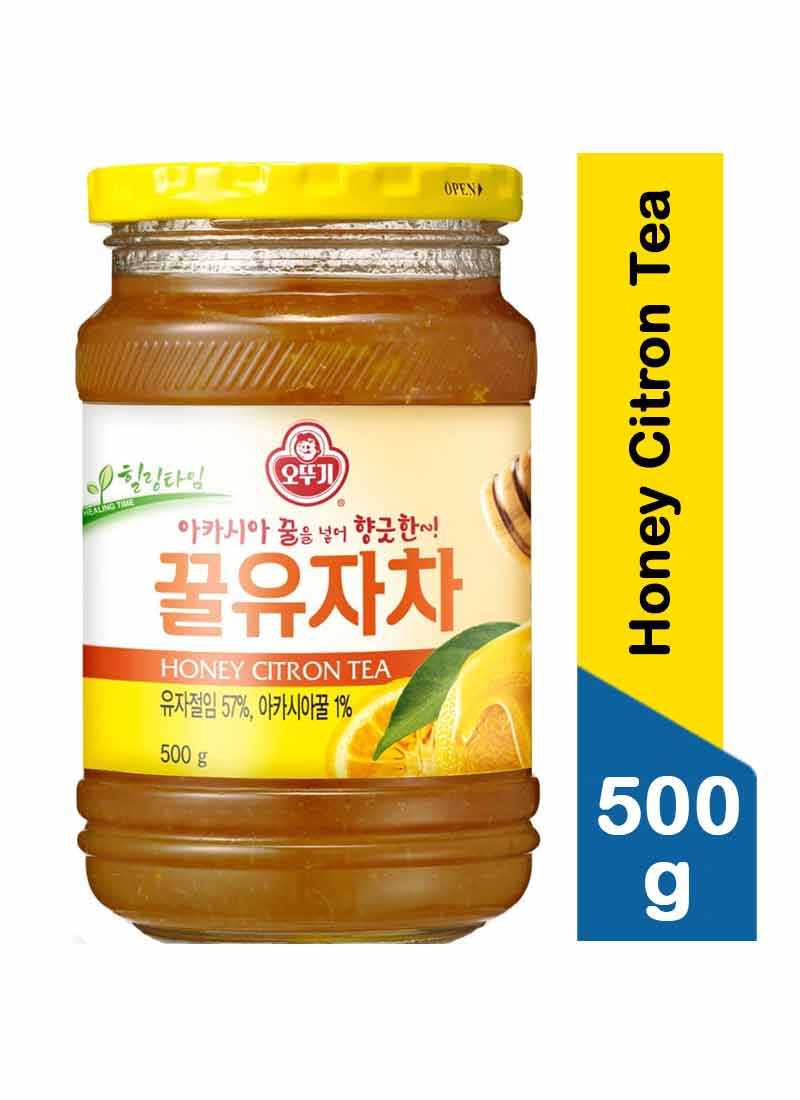 OPEN
힐링타임
HEALING TIME
오뚜기
®
아카시아 꿀을 넣어 향긋한~!
꿀유자차
HONEY CITRON TEA
유자절임 57%, 아카시아꿀 1%
500 g
Honey Citron Tea
500
g